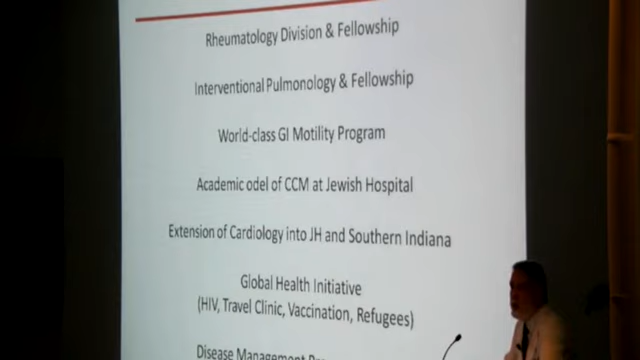 Rheumatology Division & Fellowship
Interventional Pulmonology & Fellowship
World-class GI Motility Program
Academic odel of CCM at Jewish Hospital
Extension of Cardiology into JH and Southern Indiana
Global Health Initiative
(HIV, Travel Clinic, Vaccination, Refugees)
Disease Management